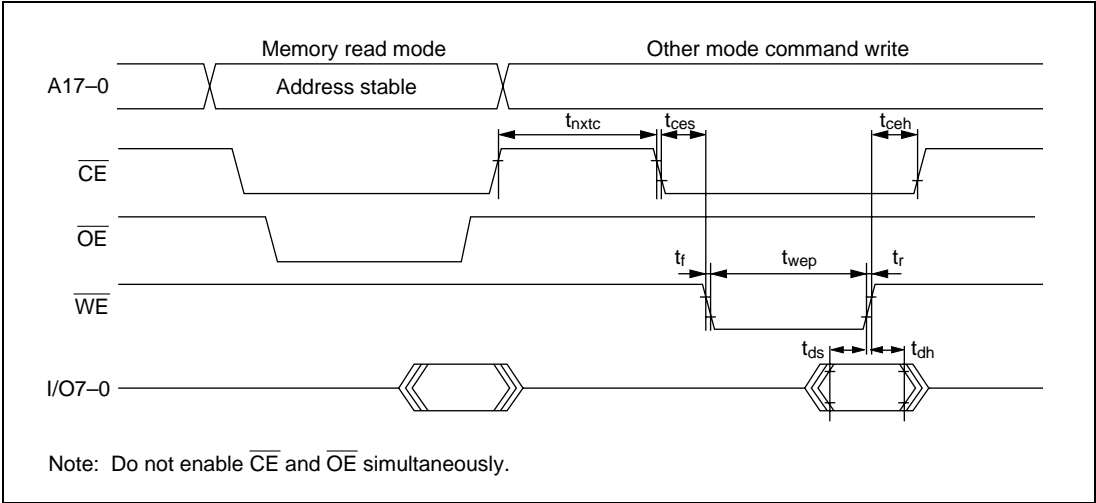 Memory read mode
Other mode command write
A17–0
Address stable
tnxtc
tces
tceh
CE
OE
tf
twep
tr
WE
tds
tdh
I/O7–0
Note: Do not enable CE and OE simultaneously.